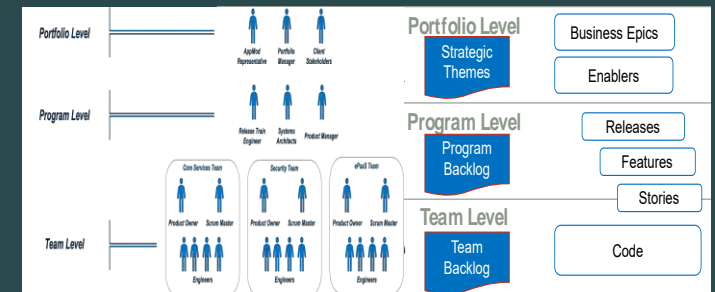 Portfolio Level
AppMod
Representative
Portfolio
Manager
Client
Stakeholders
Program Level
Release Train
Engineer
Systems
Architects
Product Manager
Core Services Team
Security Team
ePaaS Team
Product Owner
Scrum Master
Product Owner
Scrum Master
Product Owner
Scrum Master
Team Level
Engineers
Engineers
Engineers
Portfolio Level
Strategic
Themes
Business Epics
Enablers
Program Level
Program
Backlog
Releases
Features
Stories
Team Level
Team
Backlog
Code